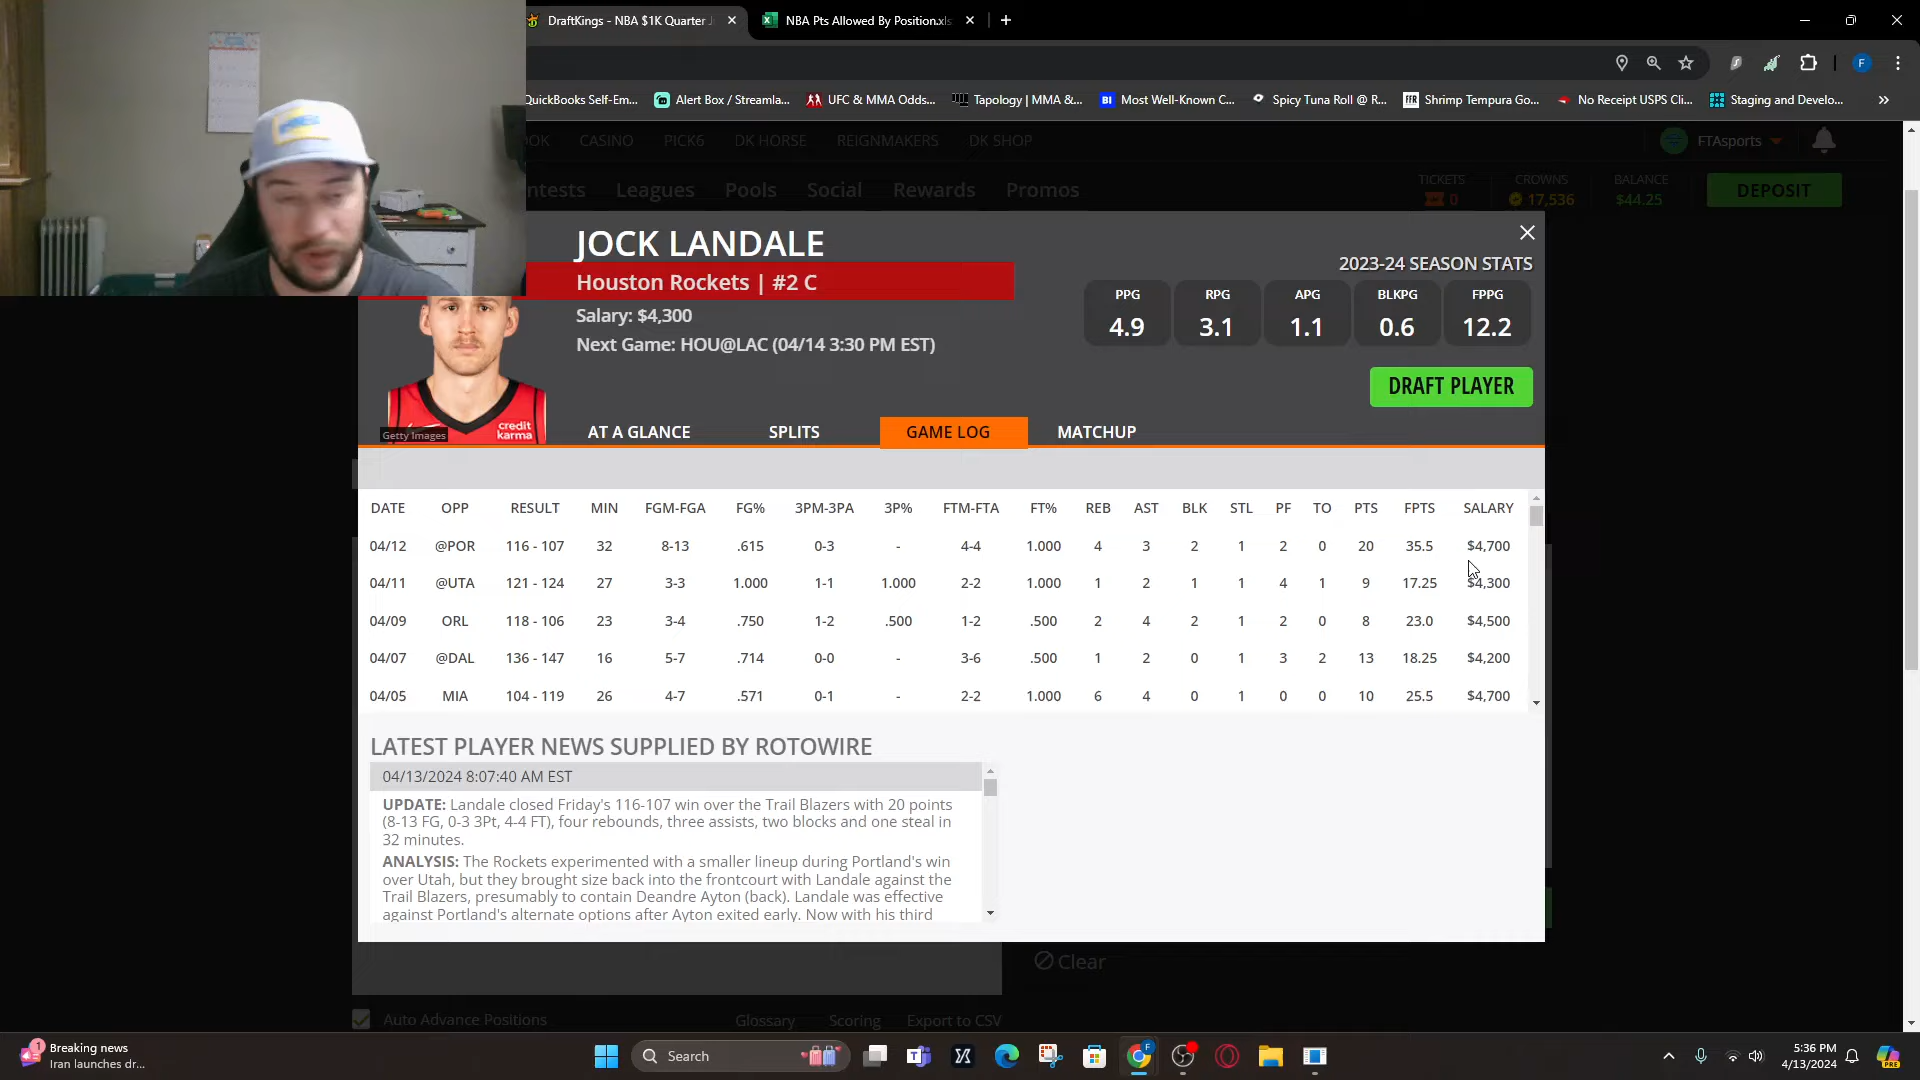 DraftKings - NBA $1K Quarter J
NBA Pts Allowed By Position.xls
F
QuickBooks Self-Em...
Alert Box / Streamla...
UFC & MMA Odds...
Tapology | MMA &...
BI Most Well-Known C...
Spicy Tuna Roll @ R...
FFR Shrimp Tempura Go...
No Receipt USPS Cli...
Staging and Develo...
OOK CASINO PICK6 DK HORSE REIGNMAKERS DK SHOP
FTAsports
ntests Leagues Pools Social Rewards Promos
TICKETS 0
CROWNS 17,536
BALANCE $44.25
DEPOSIT
JOCK LANDALE
Houston Rockets | #2 C
Salary: $4,300
Next Game: HOU@LAC (04/14 3:30 PM EST)
2023-24 SEASON STATS
PPG RPG APG BLKPG FPPG
4.9 3.1 1.1 0.6 12.2
DRAFT PLAYER
credit
karma
Getty Images
AT A GLANCE SPLITS GAME LOG MATCHUP
DATE OPP RESULT MIN FGM-FGA FG% 3PM-3PA 3P% FTM-FTA FT% REB AST BLK STL PF TO PTS FPTS SALARY
04/12 @POR 116 - 107 32 8-13 .615 0-3 - 4-4 1.000 4 3 2 1 2 0 20 35.5 $4,700
04/11 @UTA 121 - 124 27 3-3 1.000 1-1 1.000 2-2 1.000 1 2 1 1 4 1 9 17.25 $4,300
04/09 ORL 118 - 106 23 3-4 .750 1-2 .500 1-2 .500 2 4 2 1 2 0 8 23.0 $4,500
04/07 @DAL 136 - 147 16 5-7 .714 0-0 - 3-6 .500 1 2 0 1 3 2 13 18.25 $4,200
04/05 MIA 104 - 119 26 4-7 .571 0-1 - 2-2 1.000 6 4 0 1 0 0 10 25.5 $4,700
LATEST PLAYER NEWS SUPPLIED BY ROTOWIRE
04/13/2024 8:07:40 AM EST
UPDATE: Landale closed Friday's 116-107 win over the Trail Blazers with 20 points
(8-13 FG, 0-3 3Pt, 4-4 FT), four rebounds, three assists, two blocks and one steal in
32 minutes.
ANALYSIS: The Rockets experimented with a smaller lineup during Portland's win
over Utah, but they brought size back into the frontcourt with Landale against the
Trail Blazers, presumably to contain Deandre Ayton (back). Landale was effective
against Portland's alternate options after Ayton exited early. Now with his third
Clear
Auto Advance Positions
Glossary Scoring Export to CSV
1
Breaking news
Iran launches dr...
Search
5:36 PM
4/13/2024